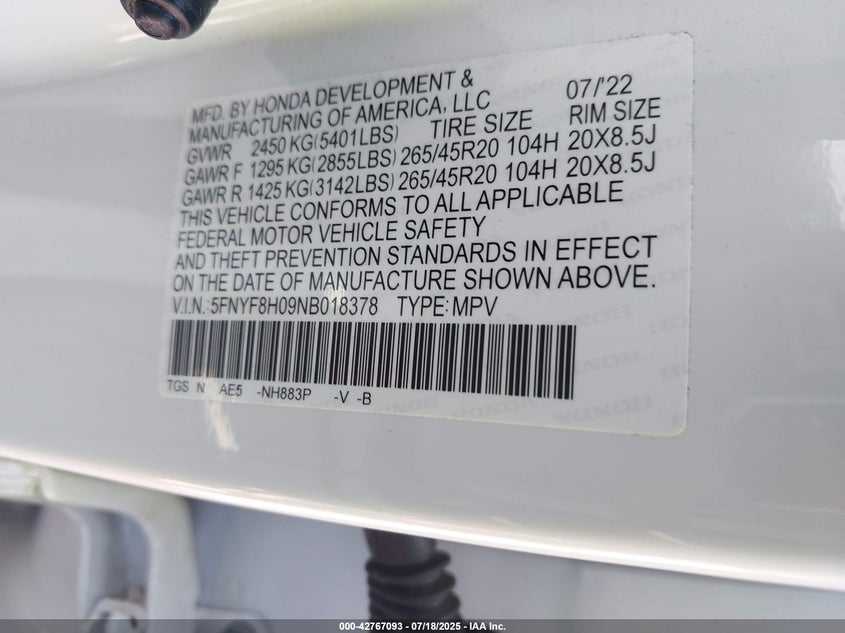 MFD. BY HONDA DEVELOPMENT &
MANUFACTURING OF AMERICA, LLC 07/'22
GVWR 2450 KG(5401LBS) TIRE SIZE RIM SIZE
GAWR F 1295 KG(2855LBS) 265/45R20 104H 20X8.5J
GAWR R 1425 KG(3142LBS) 265/45R20 104H 20X8.5J
THIS VEHICLE CONFORMS TO ALL APPLICABLE
FEDERAL MOTOR VEHICLE SAFETY
AND THEFT PREVENTION STANDARDS IN EFFECT
ON THE DATE OF MANUFACTURE SHOWN ABOVE.
V.I.N.:5FNYF8H09NB018378 TYPE: MPV
TGS N AE5 -NH883P -V -B
000-42767093 / 07/18/2025 - IAA Inc.